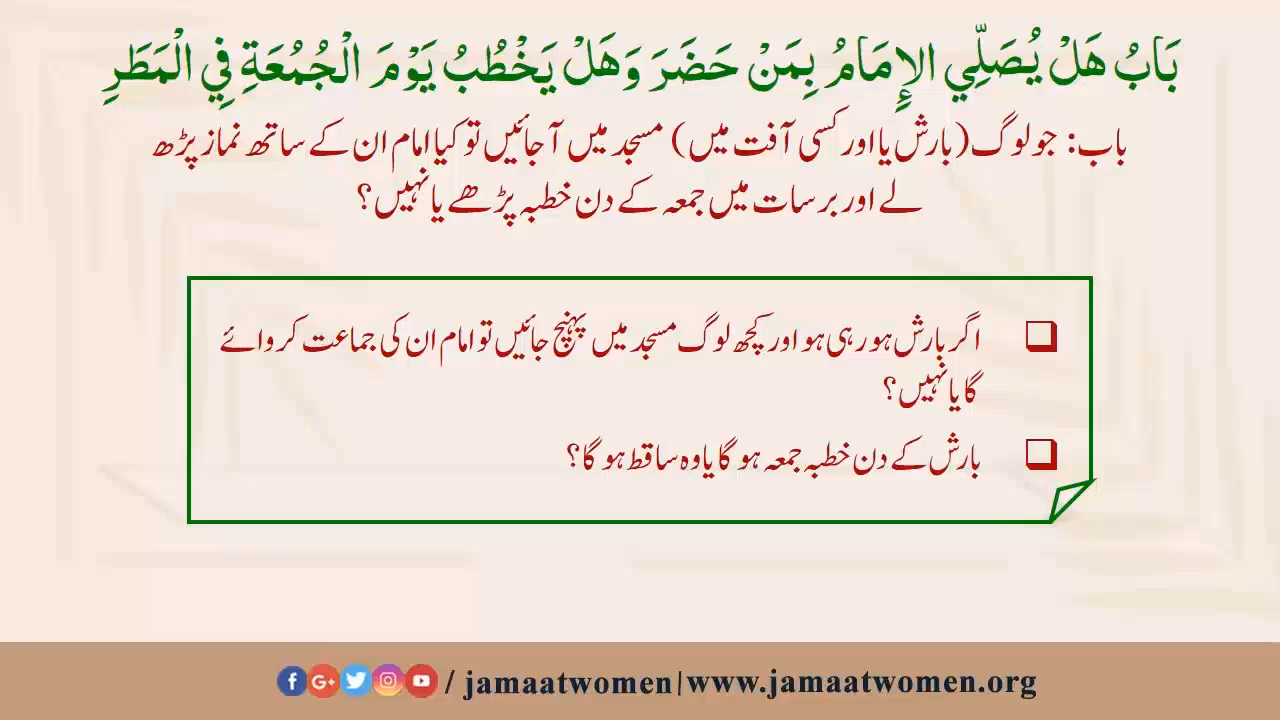 بَابُ هَلْ يُصَلِّي الإِمَامُ بِمَنْ حَضَرَ وَهَلْ يَخْطُبُ يَوْمَ الْجُمُعَةِ فِي الْمَطَرِ
باب: جو لوگ (بارش یا اور کسی آفت میں) مسجد میں آ جائیں تو کیا امام ان کے ساتھ نماز پڑھ
لے اور برسات میں جمعہ کے دن خطبہ پڑھے یا نہیں؟
اگر بارش ہو رہی ہو اور کچھ لوگ مسجد میں پہنچ جائیں تو امام ان کی جماعت کروائے
گا یا نہیں؟
بارش کے دن خطبہ جمعہ ہو گا یا وہ ساقط ہو گا؟
/ jamaatwomen|www.jamaatwomen.org